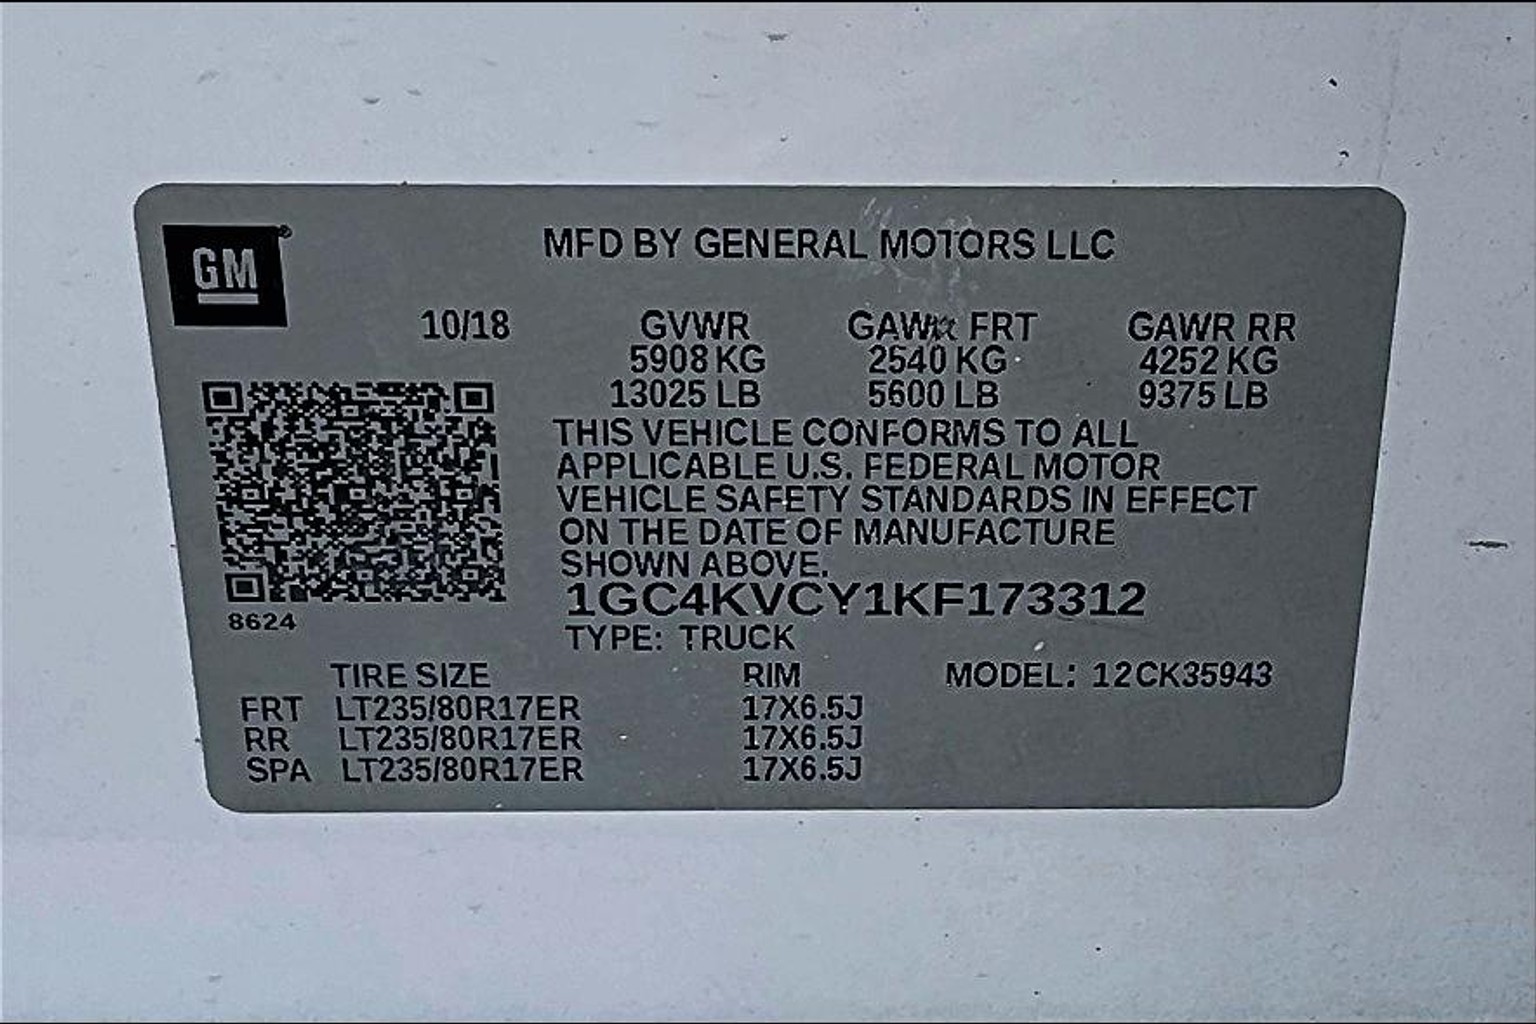 GM
MFD BY GENERAL MOTORS LLC
10/18 GVWR GAWR FRT GAWR RR
5908 KG 2540 KG 4252 KG
13025 LB 5600 LB 9375 LB
THIS VEHICLE CONFORMS TO ALL
APPLICABLE U.S. FEDERAL MOTOR
VEHICLE SAFETY STANDARDS IN EFFECT
ON THE DATE OF MANUFACTURE
SHOWN ABOVE.
1GC4KVCY1KF173312
8624
TYPE: TRUCK
TIRE SIZE RIM MODEL: 12CK35943
FRT LT235/80R17ER 17X6.5J
RR LT235/80R17ER 17X6.5J
SPA LT235/80R17ER 17X6.5J